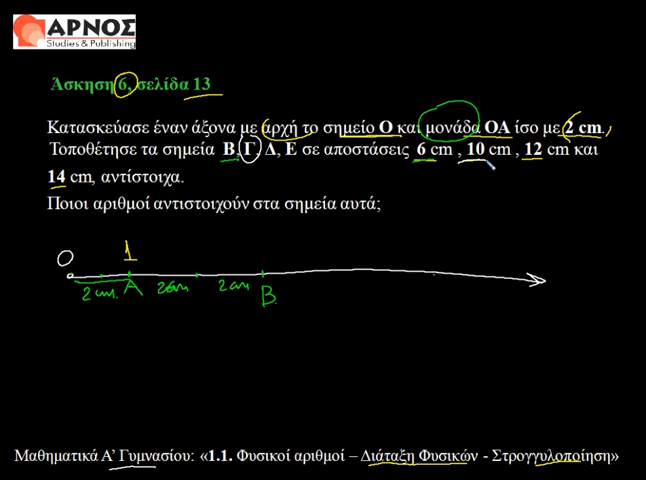 ΑΡΝΟΣ
Studies & Publishing
Άσκηση 6, σελίδα 13
Κατασκεύασε έναν άξονα με αρχή το σημείο Ο και μονάδα ΟΑ ίσο με 2 cm.
Τοποθέτησε τα σημεία Β, Γ, Δ, Ε σε αποστάσεις 6 cm , 10 cm , 12 cm και
14 cm, αντίστοιχα.
Ποιοι αριθμοί αντιστοιχούν στα σημεία αυτά;
Ο 1
2 cm. Α 2cm 2cm Β
Μαθηματικά Α' Γυμνασίου: «1.1. Φυσικοί αριθμοί – Διάταξη Φυσικών - Στρογγυλοποίηση»